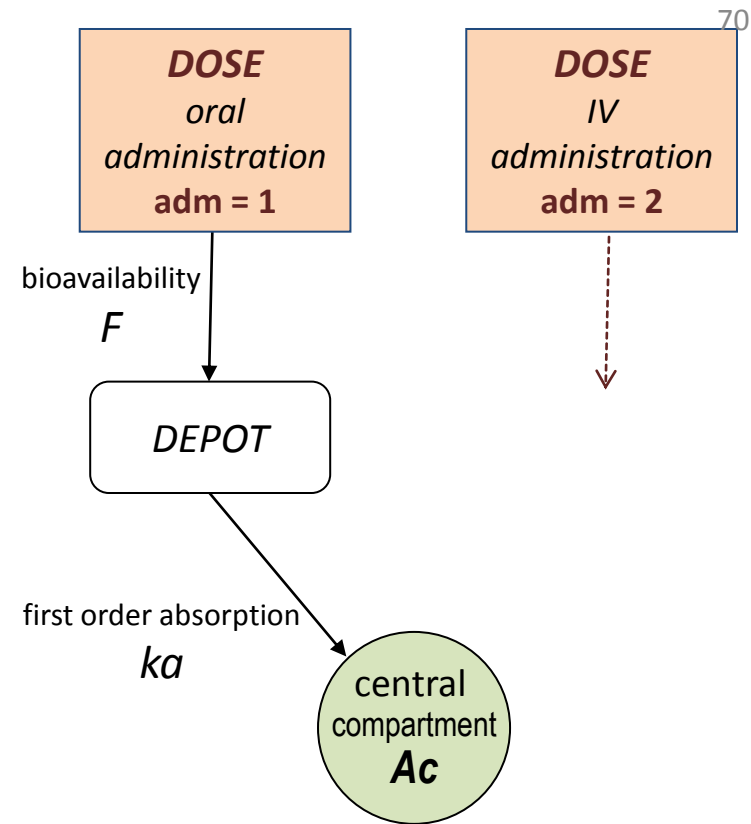 70
DOSE
oral
administration
adm = 1
DOSE
IV
administration
adm = 2
bioavailability
F
DEPOT
first order absorption
ka
central
compartment
Ac